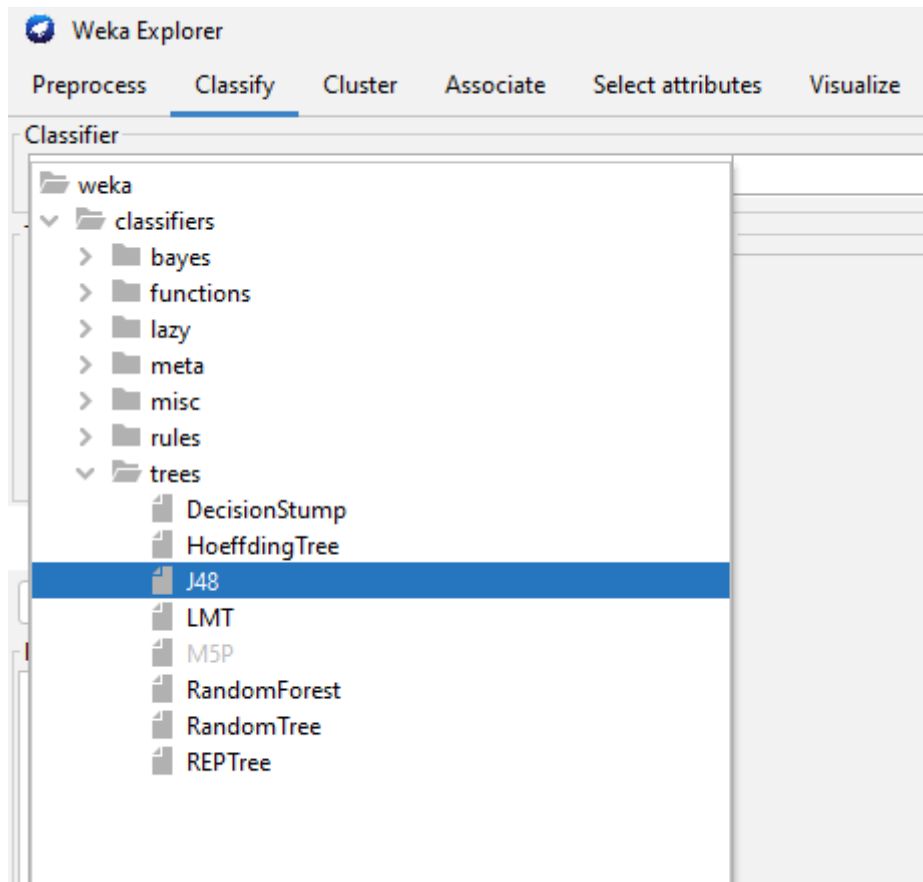 Weka Explorer
Preprocess Classify Cluster Associate Select attributes Visualize
Classifier
weka
classifiers
bayes
functions
lazy
meta
misc
rules
trees
DecisionStump
HoeffdingTree
J48
LMT
M5P
RandomForest
RandomTree
REPTree